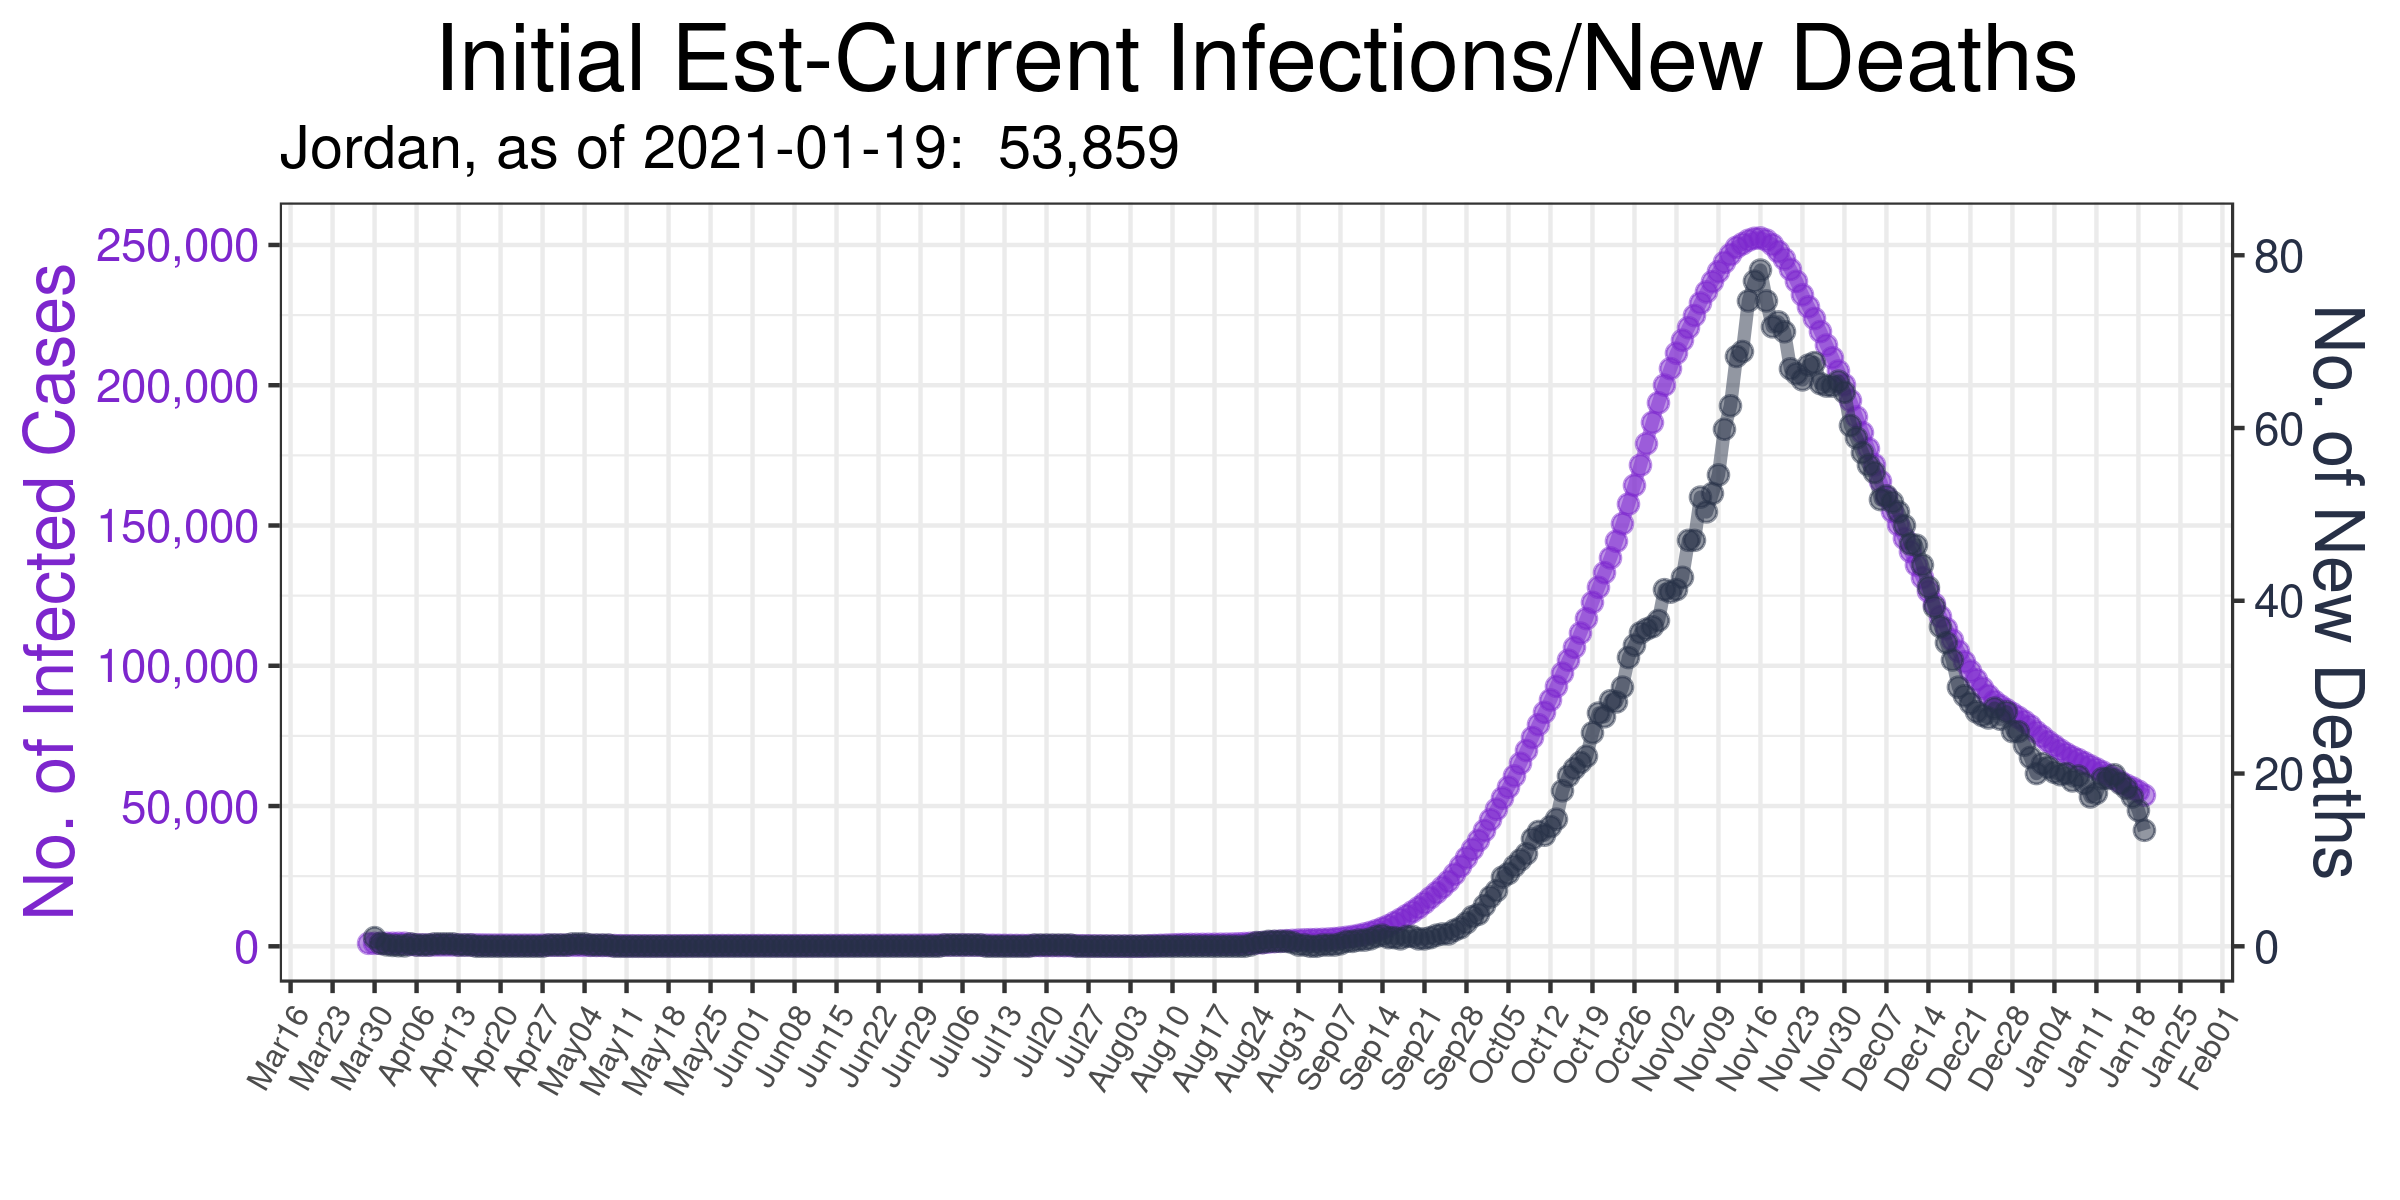 Initial Est-Current Infections/New Deaths
Jordan, as of 2021-01-19:  53,859
No. of Infected Cases
250,000
200,000
150,000
100,000
50,000
0
80
60
40
20
0
No. of New Deaths
Mar16
Mar23
Mar30
Apr06
Apr13
Apr20
Apr27
May04
May11
May18
May25
Jun01
Jun08
Jun15
Jun22
Jun29
Jul06
Jul13
Jul20
Jul27
Aug03
Aug10
Aug17
Aug24
Aug31
Sep07
Sep14
Sep21
Sep28
Oct05
Oct12
Oct19
Oct26
Nov02
Nov09
Nov16
Nov23
Nov30
Dec07
Dec14
Dec21
Dec28
Jan04
Jan11
Jan18
Jan25
Feb01